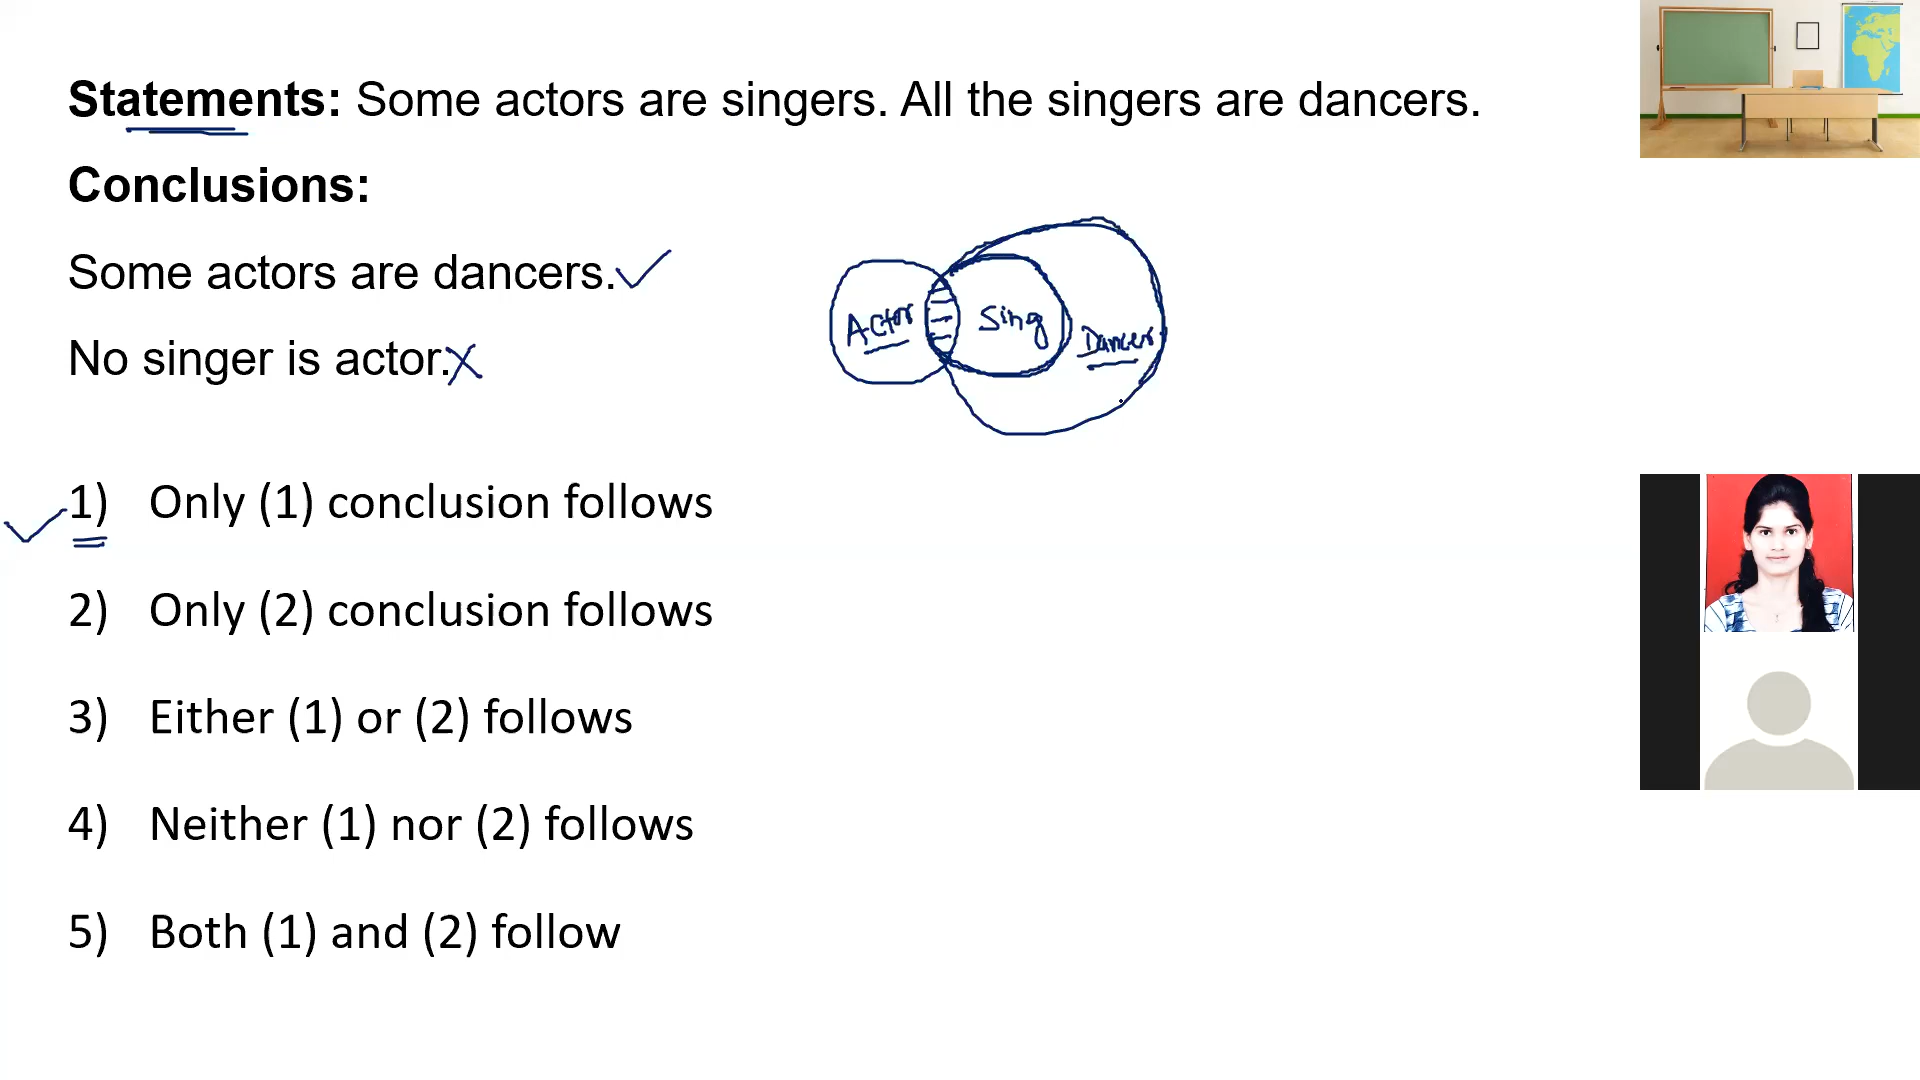 Statements: Some actors are singers. All the singers are dancers.
Conclusions:
Some actors are dancers.
No singer is actor.
Actor
Sing
Dancer
1) Only (1) conclusion follows
2) Only (2) conclusion follows
3) Either (1) or (2) follows
4) Neither (1) nor (2) follows
5) Both (1) and (2) follow